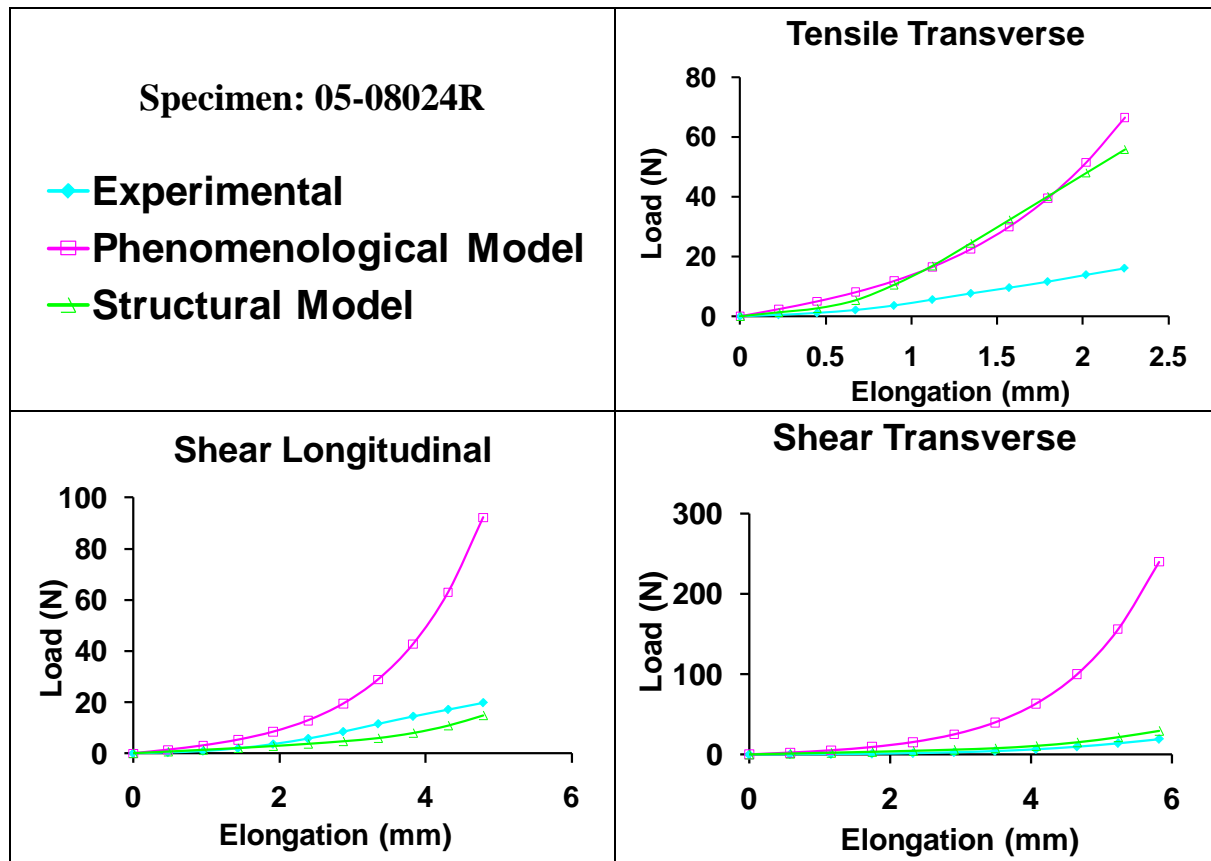 Specimen: 05-08024R
Experimental
Phenomenological Model
Structural Model
Tensile Transverse
Load (N)
80
60
40
20
0
0 0.5 1 1.5 2 2.5
Elongation (mm)
Shear Longitudinal
Load (N)
100
80
60
40
20
0
0 2 4 6
Elongation (mm)
Shear Transverse
Load (N)
300
200
100
0
0 2 4 6
Elongation (mm)